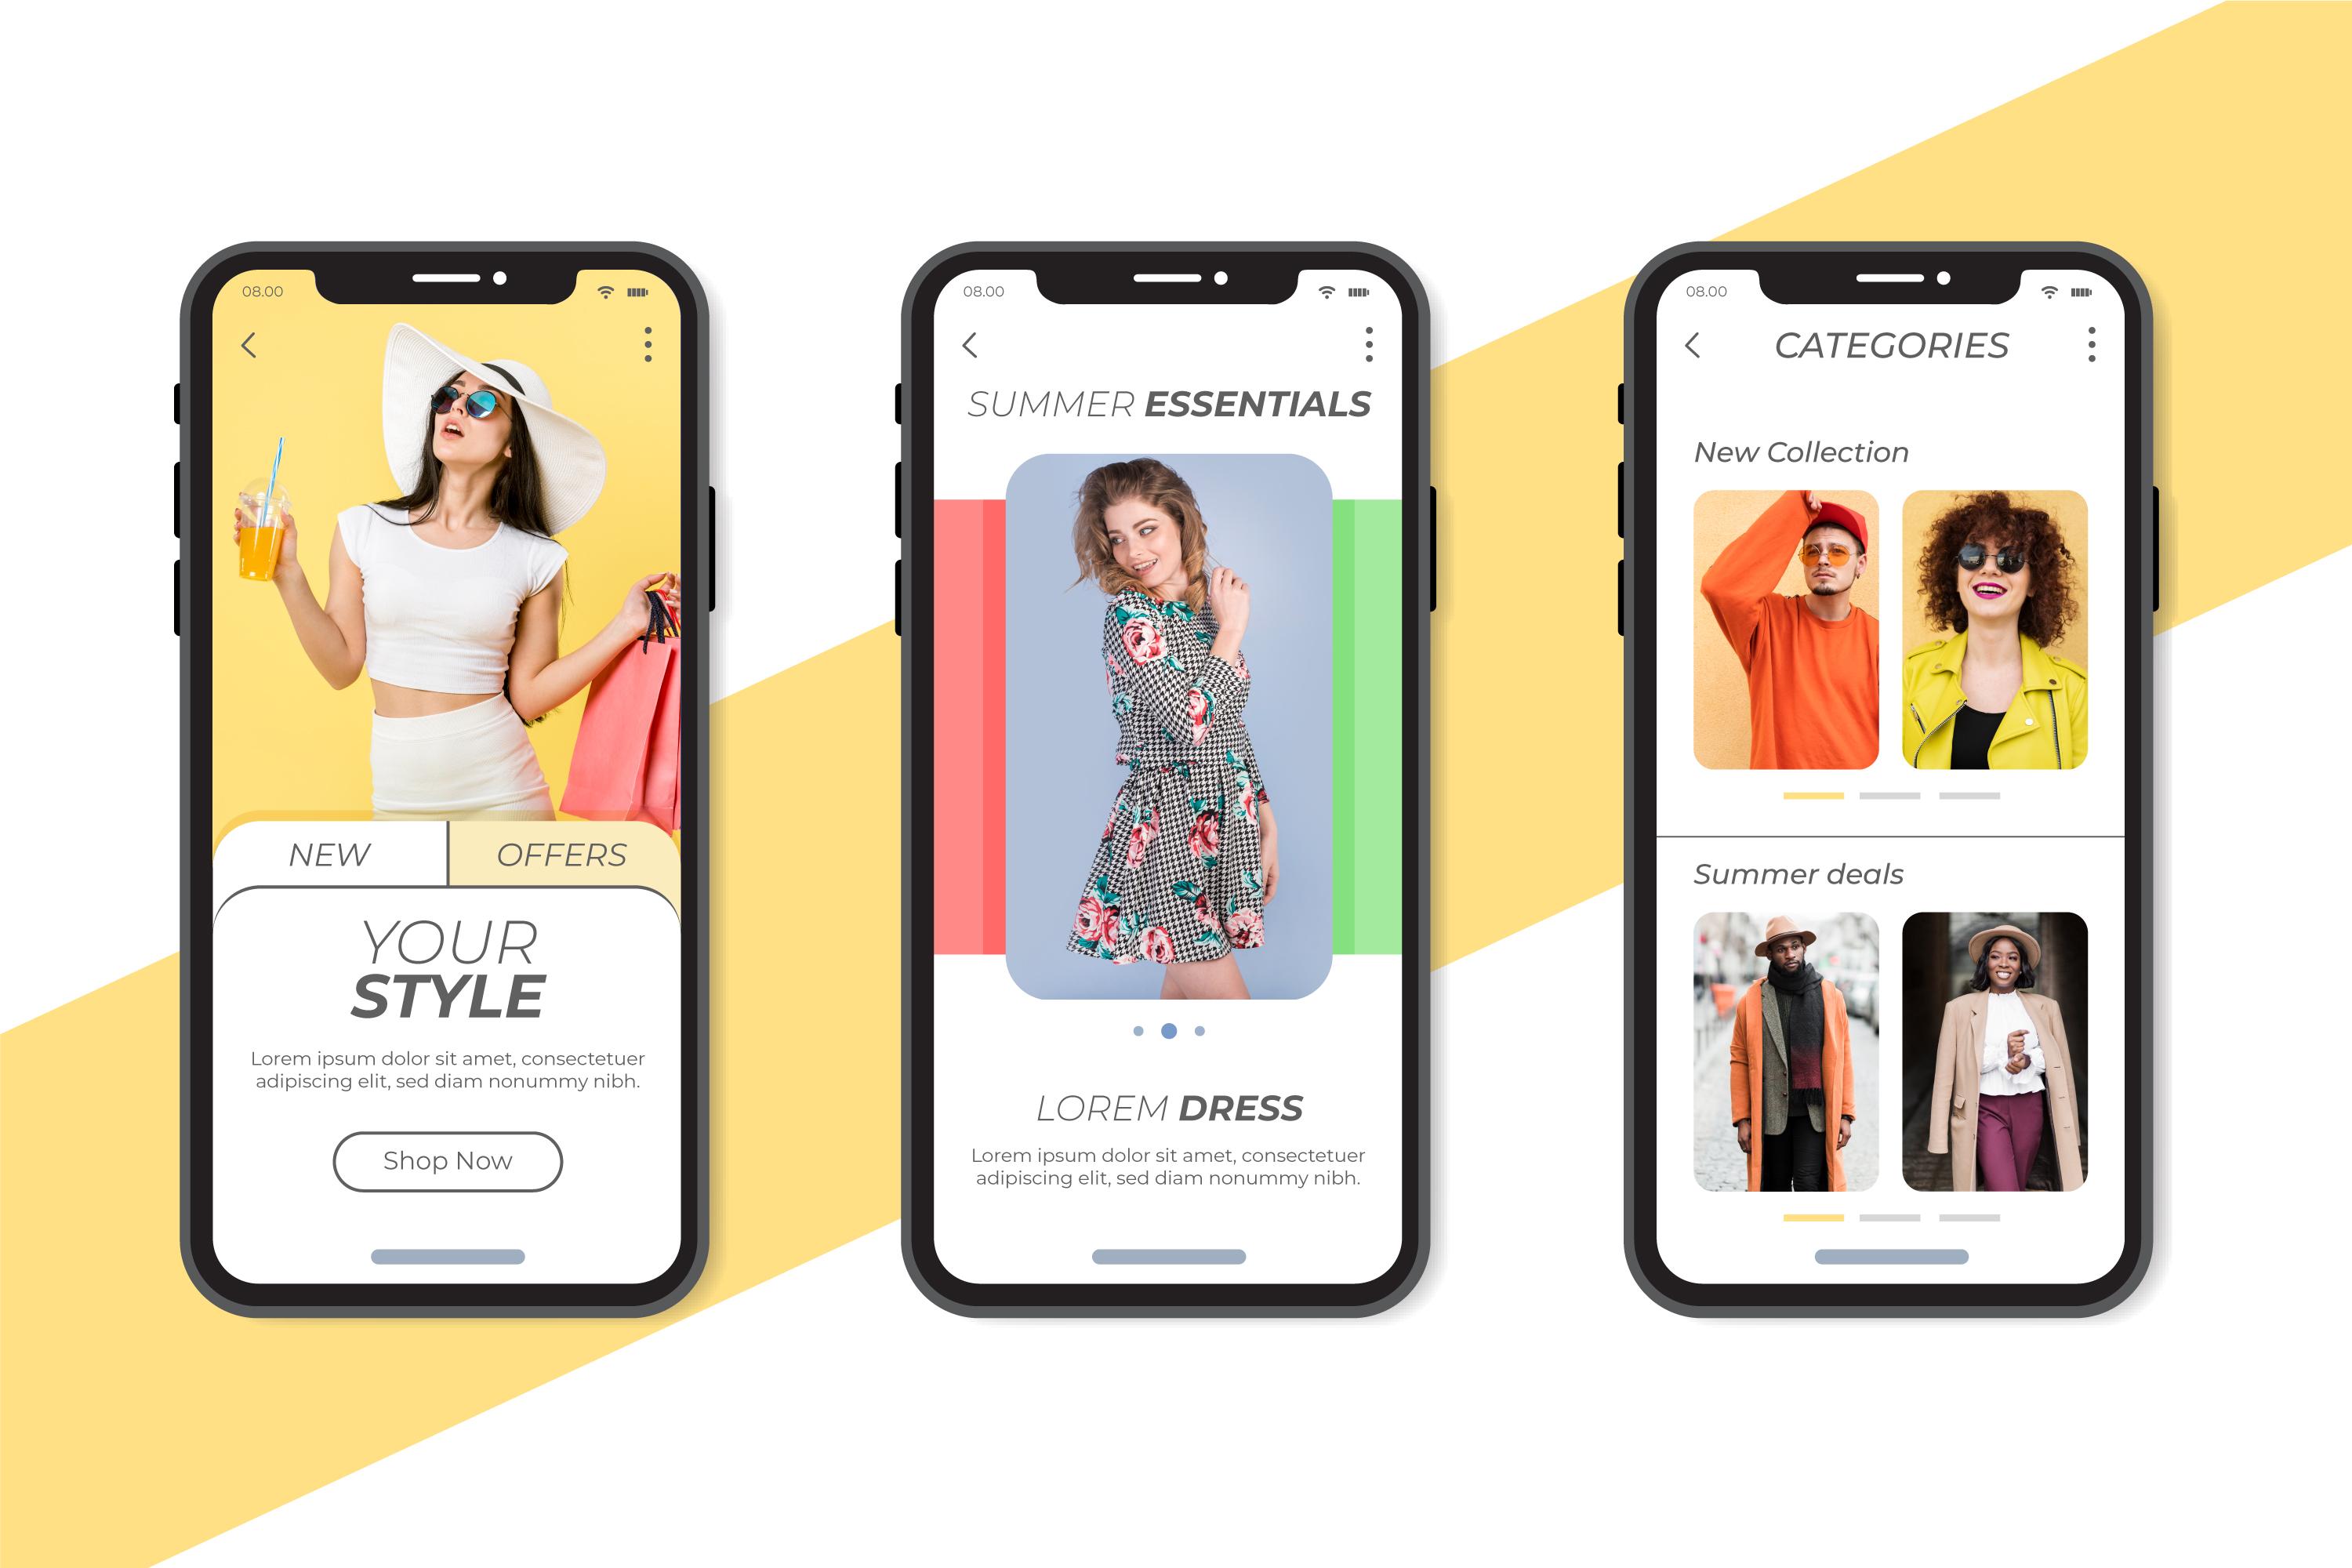 08.00
NEW
OFFERS
YOUR
STYLE
Lorem ipsum dolor sit amet, consectetuer
adipiscing elit, sed diam nonummy nibh.
Shop Now
08.00
SUMMER ESSENTIALS
LOREM DRESS
Lorem ipsum dolor sit amet, consectetuer
adipiscing elit, sed diam nonummy nibh.
08.00
CATEGORIES
New Collection
Summer deals